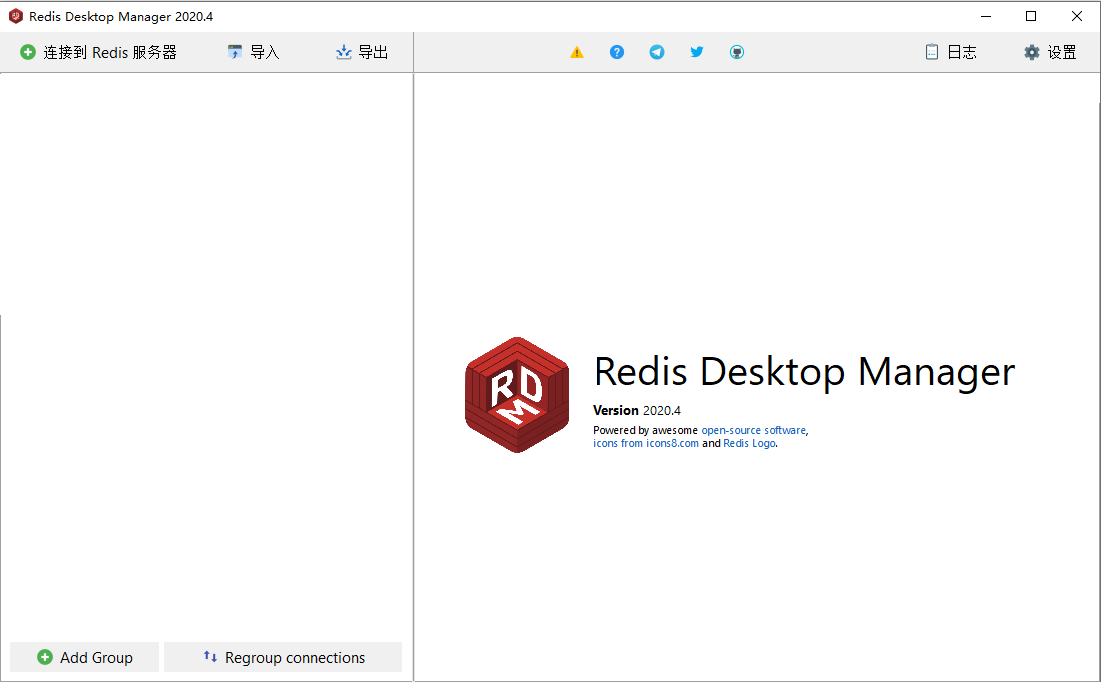 Redis Desktop Manager 2020.4
连接到 Redis 服务器 导入 导出 日志 设置
RDM
Redis Desktop Manager
Version 2020.4
Powered by awesome open-source software,
icons from icons8.com and Redis Logo.
Add Group Regroup connections